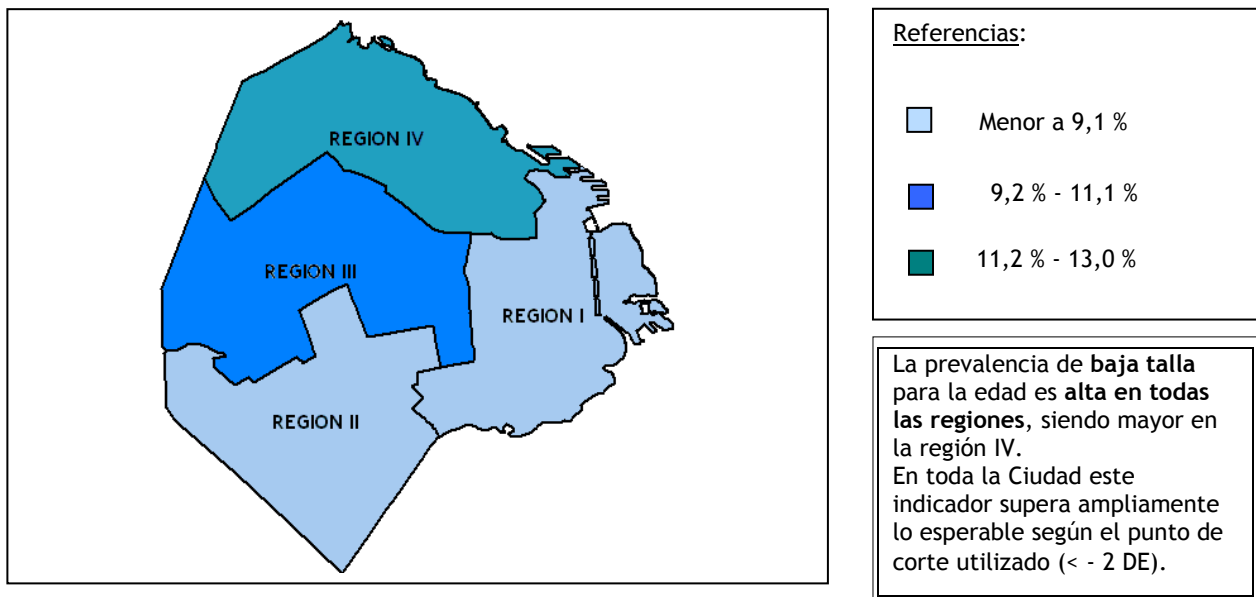 REGION IV
REGION III
REGION I
REGION II
Referencias:
Menor a 9,1 %
9,2 % - 11,1 %
11,2 % - 13,0 %
La prevalencia de baja talla
para la edad es alta en todas
las regiones, siendo mayor en
la región IV.
En toda la Ciudad este
indicador supera ampliamente
lo esperable según el punto de
corte utilizado (< - 2 DE).